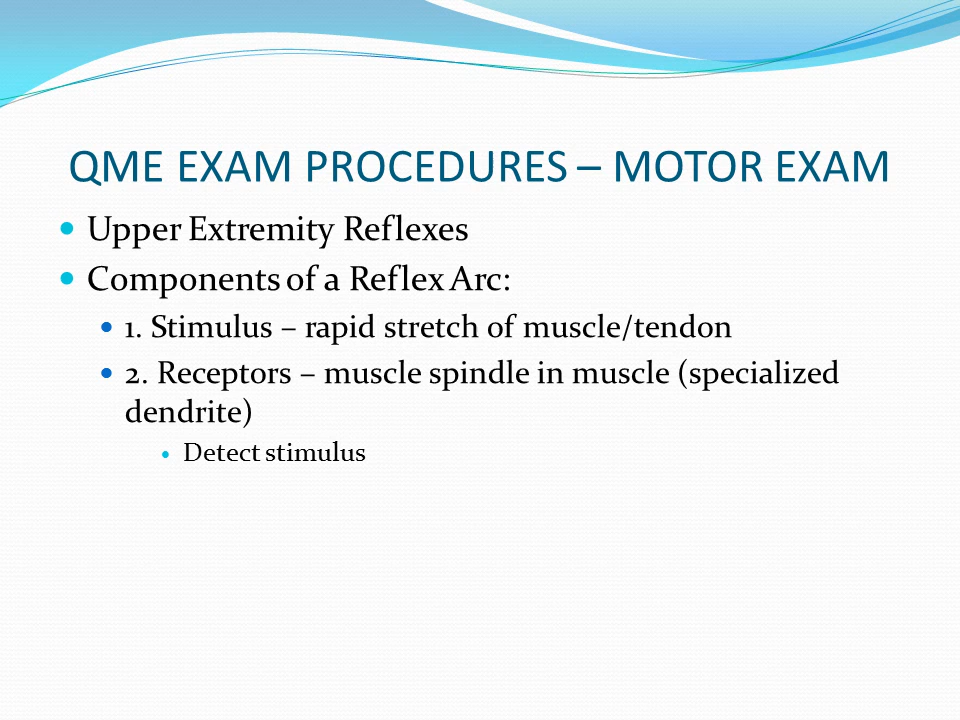 QME EXAM PROCEDURES – MOTOR EXAM
Upper Extremity Reflexes
Components of a Reflex Arc:
1. Stimulus – rapid stretch of muscle/tendon
2. Receptors – muscle spindle in muscle (specialized
dendrite)
Detect stimulus